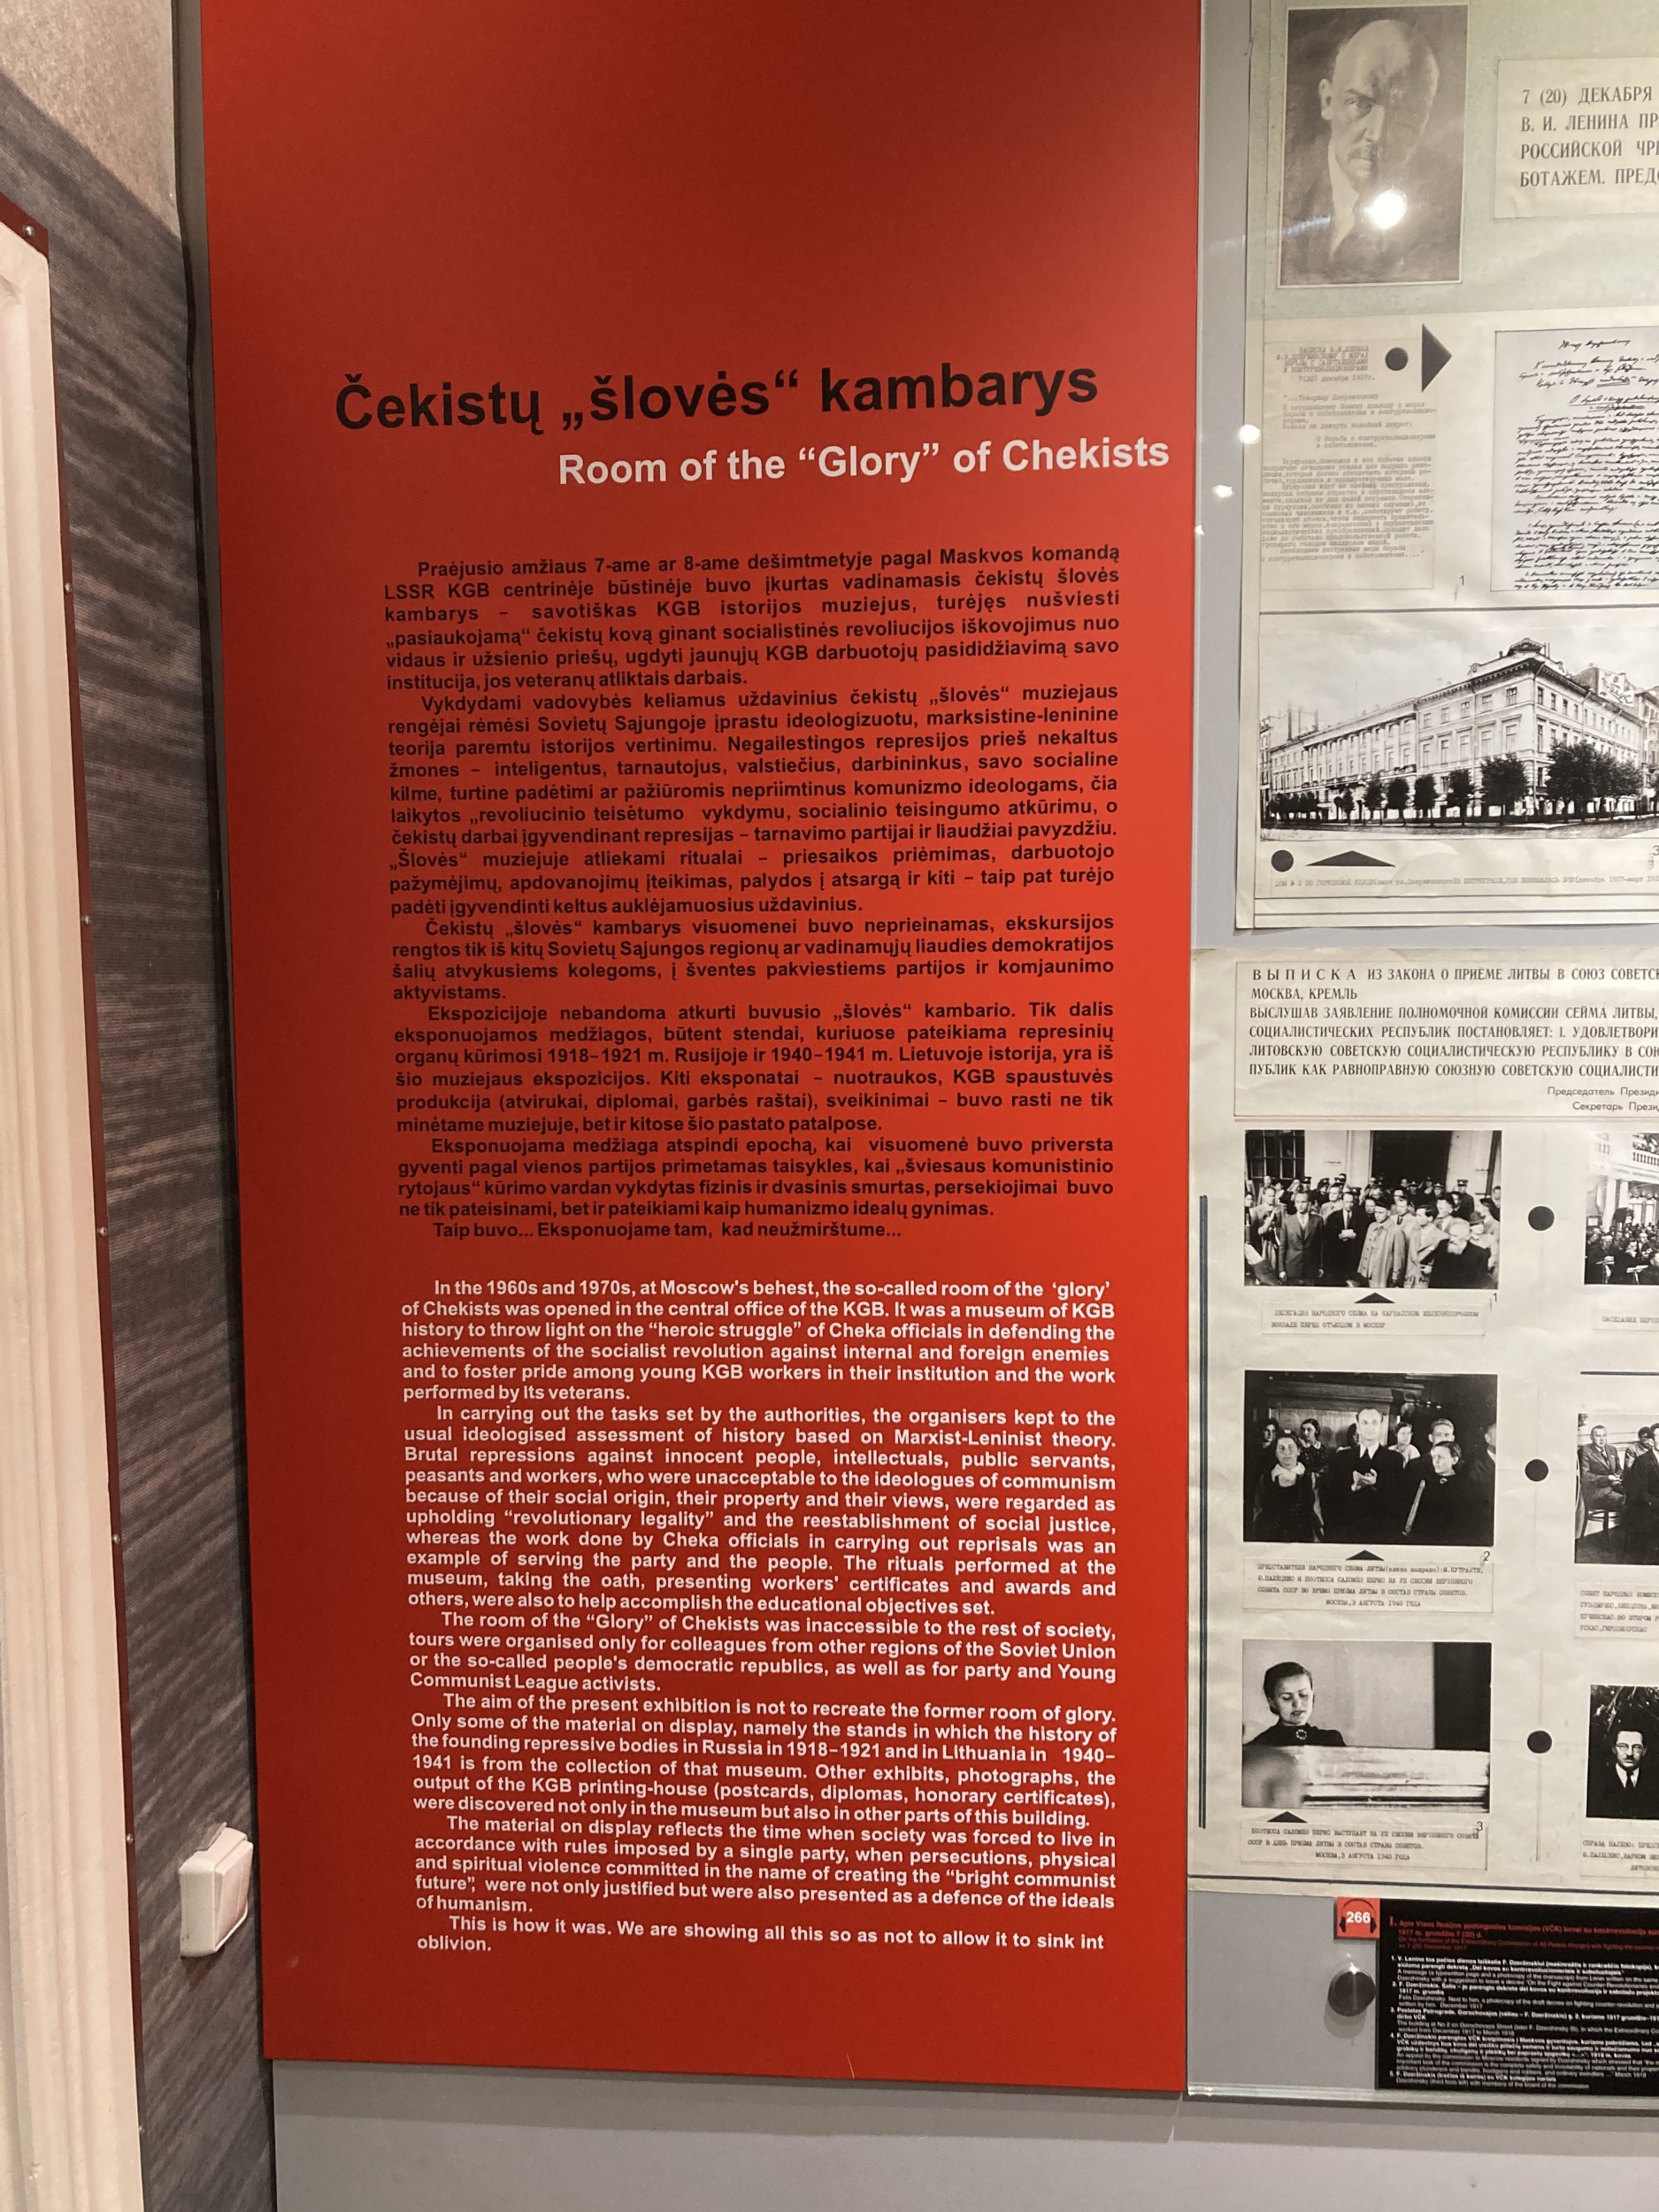 Čekistų „šlovės“ kambarys
Room of the “Glory” of Chekists
Praėjusio amžiaus 7-ame ar 8-ame dešimtmetyje pagal Maskvos komandą
LSSR KGB centrinėje būstinėje buvo įkurtas vadinamasis čekistų šlovės
kambarys – savotiškas KGB istorijos muziejus, turėjęs nušviesti
„pasiaukojamą“ čekistų kovą ginant socialistinės revoliucijos iškovojimus nuo
vidaus ir užsienio priešų, ugdyti jaunųjų KGB darbuotojų pasididžiavimą savo
institucija, jos veteranų atliktais darbais.
Vykdydami vadovybės keliamus uždavinius čekistų „šlovės“ muziejaus
rengėjai rėmėsi Sovietų Sąjungoje įprastu ideologizuotu, marksistine-leninine
teorija paremtu istorijos vertinimu. Negailestingos represijos prieš nekaltus
žmones – inteligentus, tarnautojus, valstiečius, darbininkus, savo socialine
kilme, turtine padėtimi ar pažiūromis nepriimtinus komunizmo ideologams, čia
laikytos „revoliucinio teisėtumo vykdymu, socialinio teisingumo atkūrimu, o
čekistų darbai įgyvendinant represijas – tarnavimo partijai ir liaudžiai pavyzdžiu.
„Šlovės“ muziejuje atliekami ritualai – priesaikos priėmimas, darbuotojo
pažymėjimų, apdovanojimų įteikimas, palydos į atsargą ir kiti – taip pat turėjo
padėti įgyvendinti keltus auklėjamuosius uždavinius.
Čekistų „šlovės“ kambarys visuomenei buvo neprieinamas, ekskursijos
rengtos tik iš kitų Sovietų Sąjungos regionų ar vadinamųjų liaudies demokratijos
šalių atvykusiems kolegoms, į šventes pakviestiems partijos ir komjaunimo
aktyvistams.
Ekspozicijoje nebandoma atkurti buvusio „šlovės“ kambario. Tik dalis
eksponuojamos medžiagos, būtent stendai, kuriuose pateikiama represinių
organų kūrimosi 1918–1921 m. Rusijoje ir 1940–1941 m. Lietuvoje istorija, yra iš
šio muziejaus ekspozicijos. Kiti eksponatai – nuotraukos, KGB spaustuvės
produkcija (atvirukai, diplomai, garbės raštai), sveikinimai – buvo rasti ne tik
minėtame muziejuje, bet ir kitose šio pastato patalpose.
Eksponuojama medžiaga atspindi epochą, kai visuomenė buvo priversta
gyventi pagal vienos partijos primetamas taisykles, kai „šviesaus komunistinio
rytojaus“ kūrimo vardan vykdytas fizinis ir dvasinis smurtas, persekiojimai buvo
ne tik pateisinami, bet ir pateikiami kaip humanizmo idealų gynimas.
Taip buvo... Eksponuojame tam, kad neužmirštume...
In the 1960s and 1970s, at Moscow's behest, the so-called room of the ‘glory’
of Chekists was opened in the central office of the KGB. It was a museum of KGB
history to throw light on the “heroic struggle” of Cheka officials in defending the
achievements of the socialist revolution against internal and foreign enemies
and to foster pride among young KGB workers in their institution and the work
performed by its veterans.
In carrying out the tasks set by the authorities, the organisers kept to the
usual ideologised assessment of history based on Marxist-Leninist theory.
Brutal repressions against innocent people, intellectuals, public servants,
peasants and workers, who were unacceptable to the ideologues of communism
because of their social origin, their property and their views, were regarded as
upholding “revolutionary legality” and the reestablishment of social justice,
whereas the work done by Cheka officials in carrying out reprisals was an
example of serving the party and the people. The rituals performed at the
museum, taking the oath, presenting workers' certificates and awards and
others, were also to help accomplish the educational objectives set.
The room of the “Glory” of Chekists was inaccessible to the rest of society,
tours were organised only for colleagues from other regions of the Soviet Union
or the so-called people's democratic republics, as well as for party and Young
Communist League activists.
The aim of the present exhibition is not to recreate the former room of glory.
Only some of the material on display, namely the stands in which the history of
the founding repressive bodies in Russia in 1918–1921 and in Lithuania in 1940–
1941 is from the collection of that museum. Other exhibits, photographs, the
output of the KGB printing-house (postcards, diplomas, honorary certificates),
were discovered not only in the museum but also in other parts of this building.
The material on display reflects the time when society was forced to live in
accordance with rules imposed by a single party, when persecutions, physical
and spiritual violence committed in the name of creating the “bright communist
future”, were not only justified but were also presented as a defence of the ideals
of humanism.
This is how it was. We are showing all this so as not to allow it to sink int
oblivion.
7 (20) ДЕКАБРЯ
В. И. ЛЕНИНА ПР
РОССИЙСКОЙ ЧР
БОТАЖЕМ. ПРЕД
1
3
ВЫПИСКА ИЗ ЗАКОНА О ПРИЕМЕ ЛИТВЫ В СОЮЗ СОВЕТСК
МОСКВА, КРЕМЛЬ
ВЫСЛУШАВ ЗАЯВЛЕНИЕ ПОЛНОМОЧНОЙ КОМИССИИ СЕЙМА ЛИТВЫ,
СОЦИАЛИСТИЧЕСКИХ РЕСПУБЛИК ПОСТАНОВЛЯЕТ: 1. УДОВЛЕТВОРИ
ЛИТОВСКУЮ СОВЕТСКУЮ СОЦИАЛИСТИЧЕСКУЮ РЕСПУБЛИКУ В СОЮ
ПУБЛИК КАК РАВНОПРАВНУЮ СОЮЗНУЮ СОВЕТСКУЮ СОЦИАЛИСТИ
Председатель Президи
Секретарь Прези
1
ДЕЛЕГАЦИЯ НАРОДНОГО СЕЙМА НА КАУНАССКОМ ЖЕЛЕЗНОДОРОЖНОМ
ВОКЗАЛЕ ПЕРЕД ОТЪЕЗДОМ В МОСКВУ
2
МОСКВА, 3 АВГУСТА 1940 ГОДА
3
МОСКВА, 3 АВГУСТА 1940 ГОДА
266